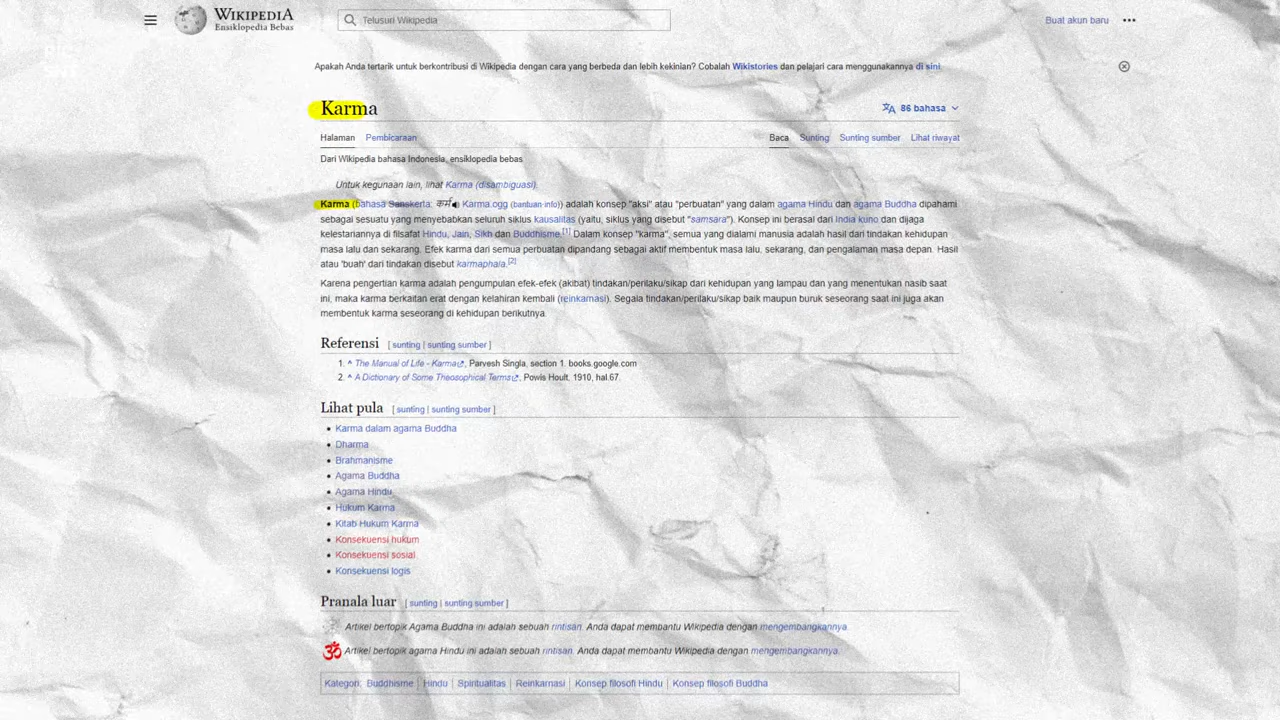 WIKIPEDIA
Ensiklopedia Bebas
Telusuri Wikipedia
Buat akun baru
Apakah Anda tertarik untuk berkontribusi di Wikipedia dengan cara yang berbeda dan lebih kekinian? Cobalah Wikistories dan pelajari cara menggunakannya di sini.
Karma
86 bahasa
Halaman Pembicaraan Baca Sunting Sunting sumber Lihat riwayat
Dari Wikipedia bahasa Indonesia, ensiklopedia bebas
Untuk kegunaan lain, lihat Karma (disambiguasi).
Karma (bahasa Sanskerta: कर्म Karma.ogg (bantuan·info)) adalah konsep "aksi" atau "perbuatan" yang dalam agama Hindu dan agama Buddha dipahami
sebagai sesuatu yang menyebabkan seluruh siklus kausalitas (yaitu, siklus yang disebut "samsara"). Konsep ini berasal dari India kuno dan dijaga
kelestariannya di filsafat Hindu, Jain, Sikh dan Buddhisme.[1] Dalam konsep "karma", semua yang dialami manusia adalah hasil dari tindakan kehidupan
masa lalu dan sekarang. Efek karma dari semua perbuatan dipandang sebagai aktif membentuk masa lalu, sekarang, dan pengalaman masa depan. Hasil
atau 'buah' dari tindakan disebut karmaphala.[2]
Karena pengertian karma adalah pengumpulan efek-efek (akibat) tindakan/perilaku/sikap dari kehidupan yang lampau dan yang menentukan nasib saat
ini, maka karma berkaitan erat dengan kelahiran kembali (reinkarnasi). Segala tindakan/perilaku/sikap baik maupun buruk seseorang saat ini juga akan
membentuk karma seseorang di kehidupan berikutnya.
Referensi [ sunting | sunting sumber ]
1. ^ The Manual of Life - Karma, Parvesh Singla, section 1. books.google.com
2. ^ A Dictionary of Some Theosophical Terms, Powis Hoult, 1910, hal.67.
Lihat pula [ sunting | sunting sumber ]
Karma dalam agama Buddha
Dharma
Brahmanisme
Agama Buddha
Agama Hindu
Hukum Karma
Kitab Hukum Karma
Konsekuensi hukum
Konsekuensi sosial
Konsekuensi logis
Pranala luar [ sunting | sunting sumber ]
Artikel bertopik Agama Buddha ini adalah sebuah rintisan. Anda dapat membantu Wikipedia dengan mengembangkannya.
Artikel bertopik agama Hindu ini adalah sebuah rintisan. Anda dapat membantu Wikipedia dengan mengembangkannya.
Kategori: Buddhisme | Hindu | Spiritualitas | Reinkarnasi | Konsep filosofi Hindu | Konsep filosofi Buddha